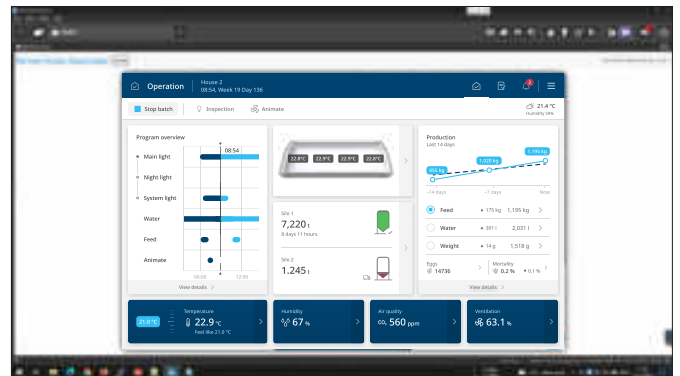 Operation
House 2
08:54, Week 19 Day 136
2
Stop batch
Inspection
Animate
21.4 °C
Humidity 59%
Program overview
08:54
Main light
Night light
System light
Water
Feed
Animate
06:00
12:00
View details
22.8°C 22.9°C 22.9°C 22.8°C
Silo 1
7,220 t
8 days 11 hours
Silo 2
1.245 t
Production
Last 14 days
855 kg
1,020 kg
1,195 kg
-14 days
-7 days
Now
Feed
175 kg 1,195 kg
Water
391 l 2,031 l
Weight
14 g 1,518 g
Eggs
14736
Mortality
0.2 %
0.1 %
View details
21.0 °C
Temperature
22.9 °C
Feel like 21.0 °C
Humidity
67 %
Air quality
CO₂ 560 ppm
Ventilation
63.1 %